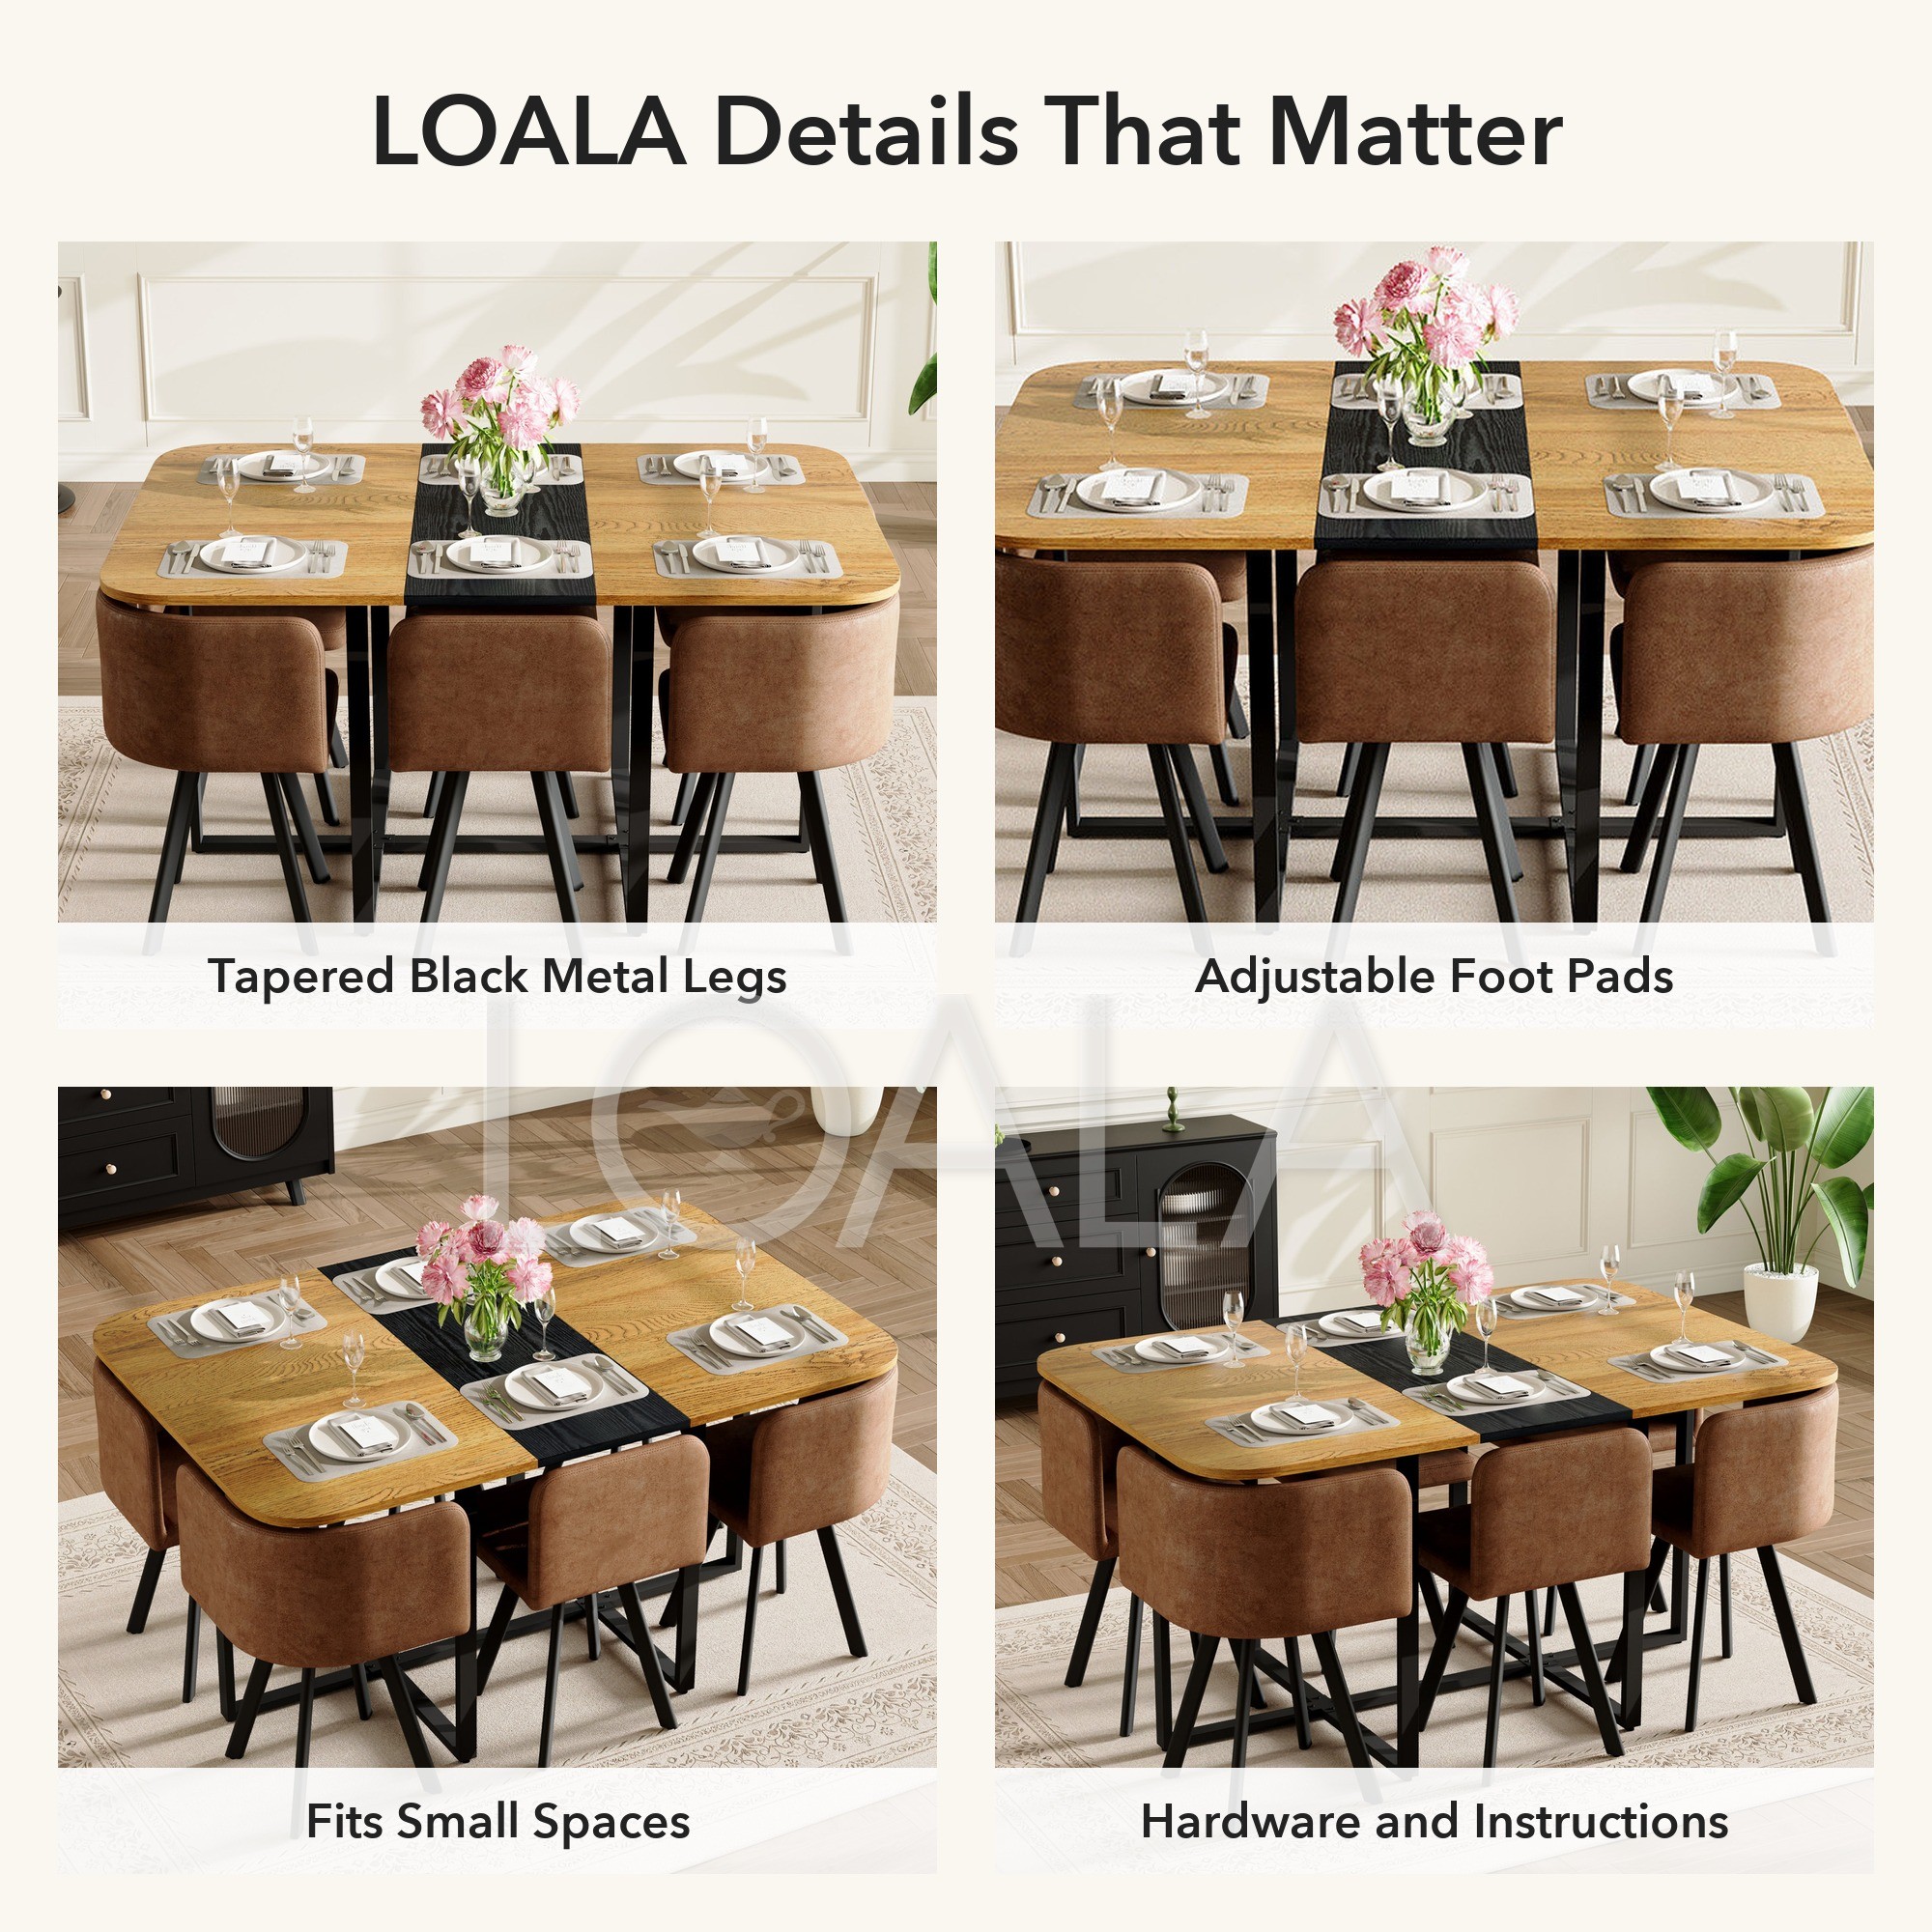 LOALA Details That Matter
Tapered Black Metal Legs
Adjustable Foot Pads
LOALA
Fits Small Spaces
Hardware and Instructions